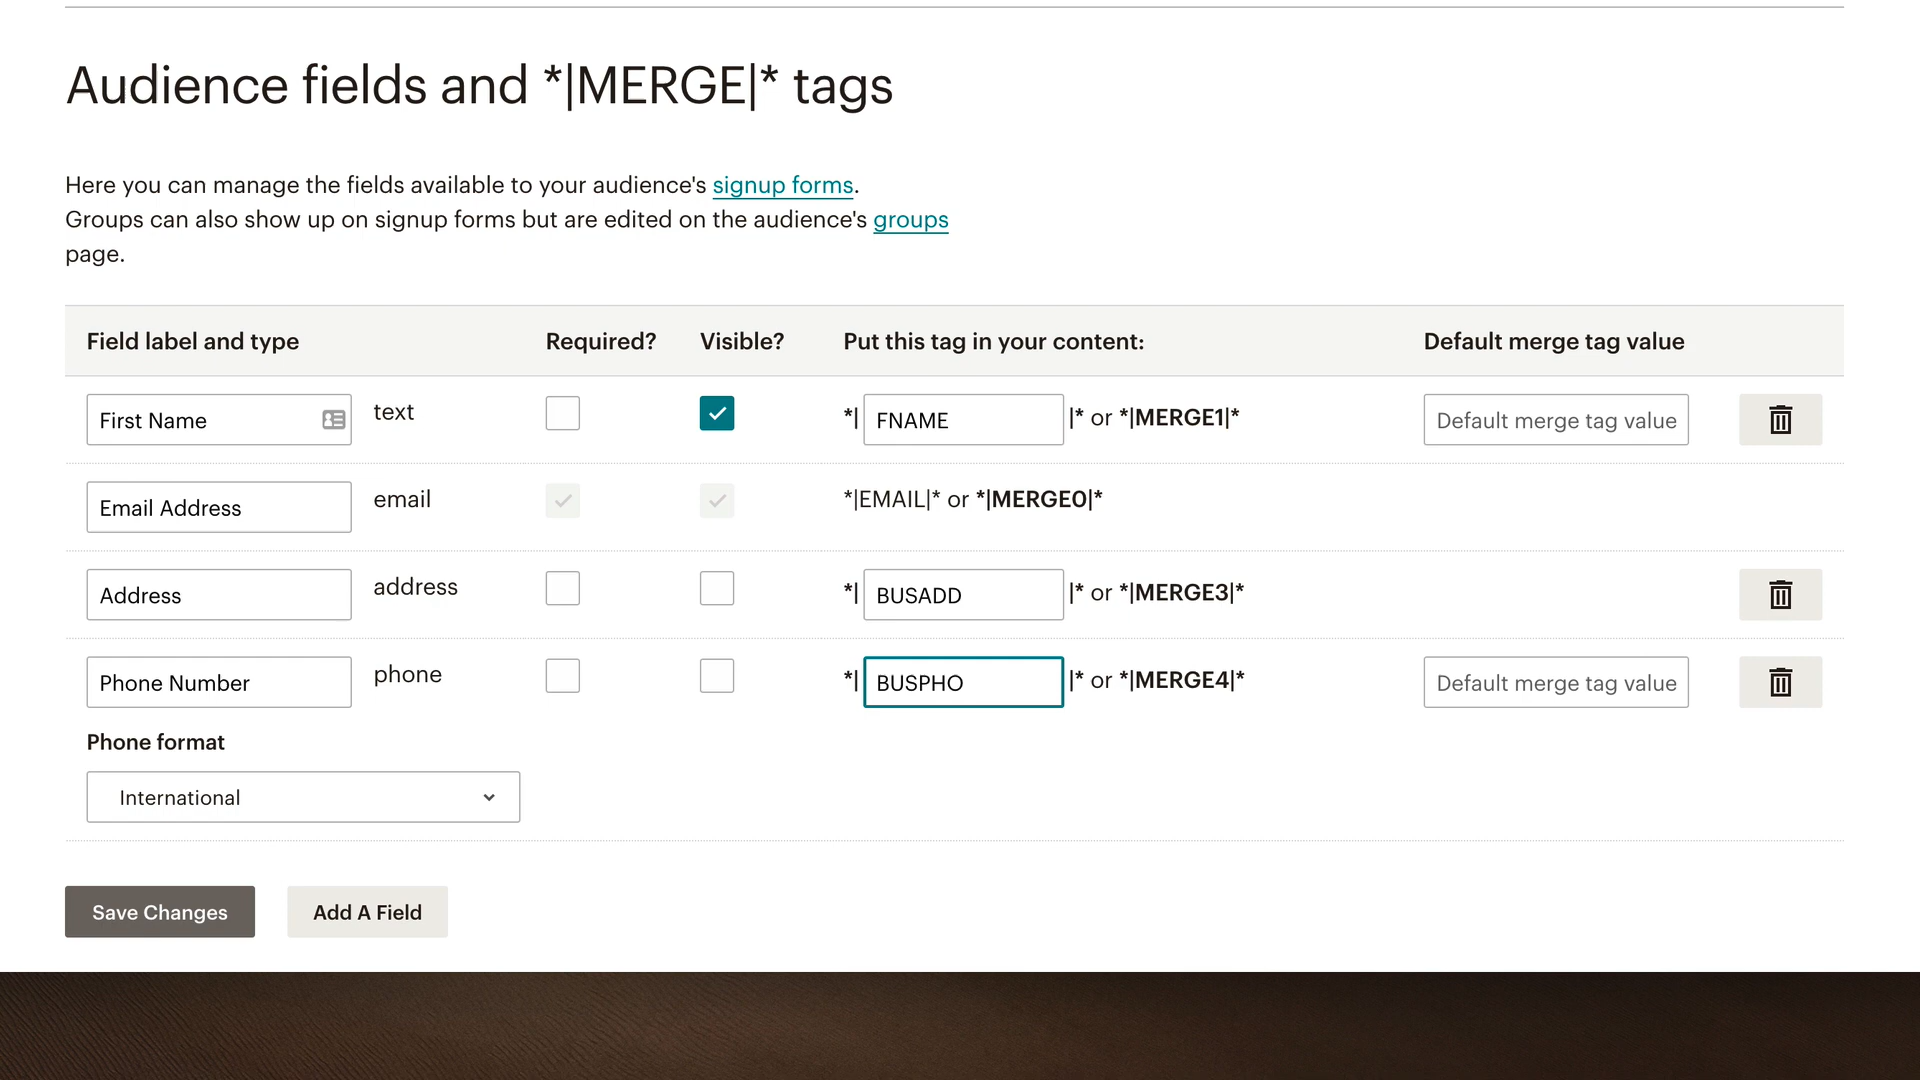 Audience fields and *|MERGE|* tags
Here you can manage the fields available to your audience's signup forms.
Groups can also show up on signup forms but are edited on the audience's groups
page.
Field label and type Required? Visible? Put this tag in your content: Default merge tag value
First Name text *| FNAME |* or *|MERGE1|* Default merge tag value
Email Address email *|EMAIL|* or *|MERGE0|*
Address address *| BUSADD |* or *|MERGE3|*
Phone Number phone *| BUSPHO |* or *|MERGE4|* Default merge tag value
Phone format
International
Save Changes Add A Field